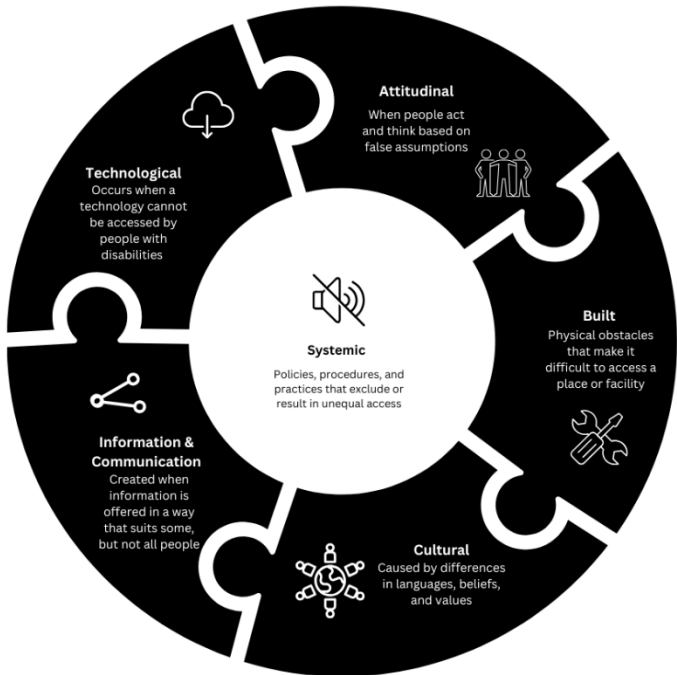 Attitudinal
When people act
and think based on
false assumptions
Built
Physical obstacles
that make it
difficult to access a
place or facility
Cultural
Caused by differences
in languages, beliefs,
and values
Information &
Communication
Created when
information is
offered in a way
that suits some,
but not all people
Technological
Occurs when a
technology cannot
be accessed by
people with
disabilities
Systemic
Policies, procedures, and
practices that exclude or
result in unequal access